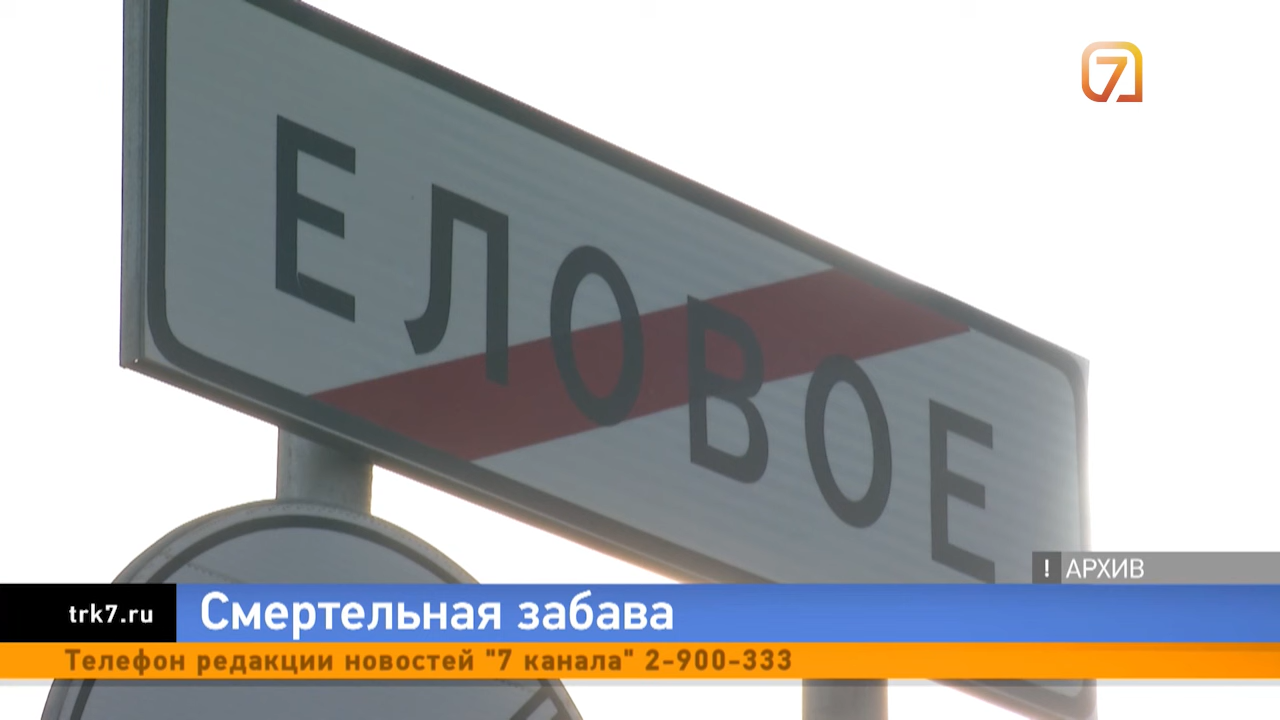 7
ЕЛОВОЕ
! АРХИВ
trk7.ru
Смертельная забава
Телефон редакции новостей "7 канала" 2-900-333